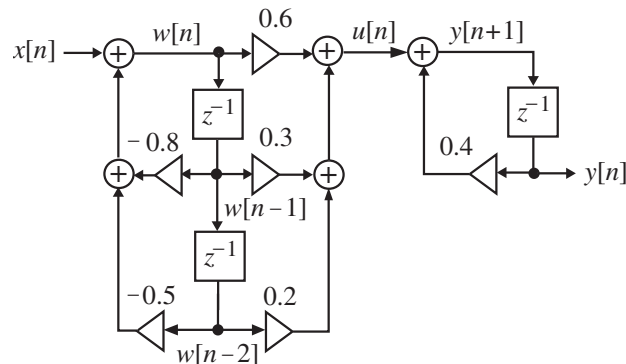 0.6
x[n] + w[n] + u[n] + y[n+1]
z⁻¹ z⁻¹
−0.8 0.3 0.4
+ + y[n]
w[n−1]
z⁻¹
−0.5 0.2
w[n−2]